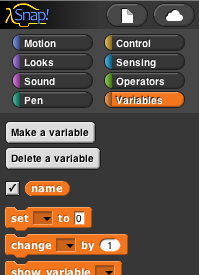 Snap!
Motion Control
Looks Sensing
Sound Operators
Pen Variables
Make a variable
Delete a variable
name
set to 0
change by 1
show variable